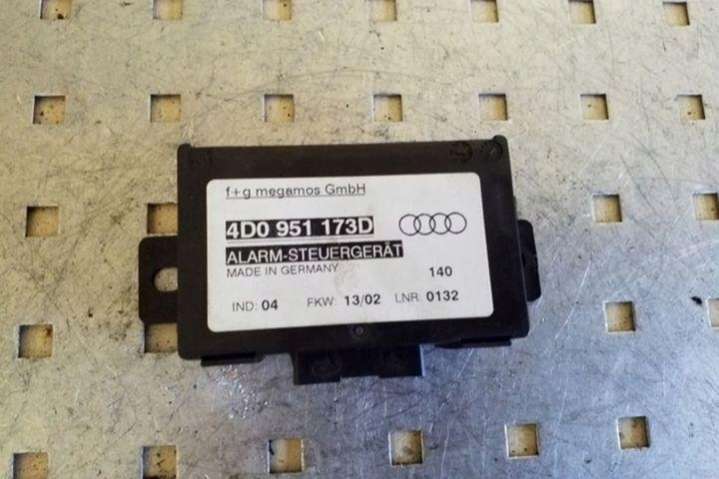 f+g megamos GmbH
4D0 951 173D
ALARM-STEUERGERÄT
MADE IN GERMANY 140
IND: 04 FKW: 13/02 LNR. 0132